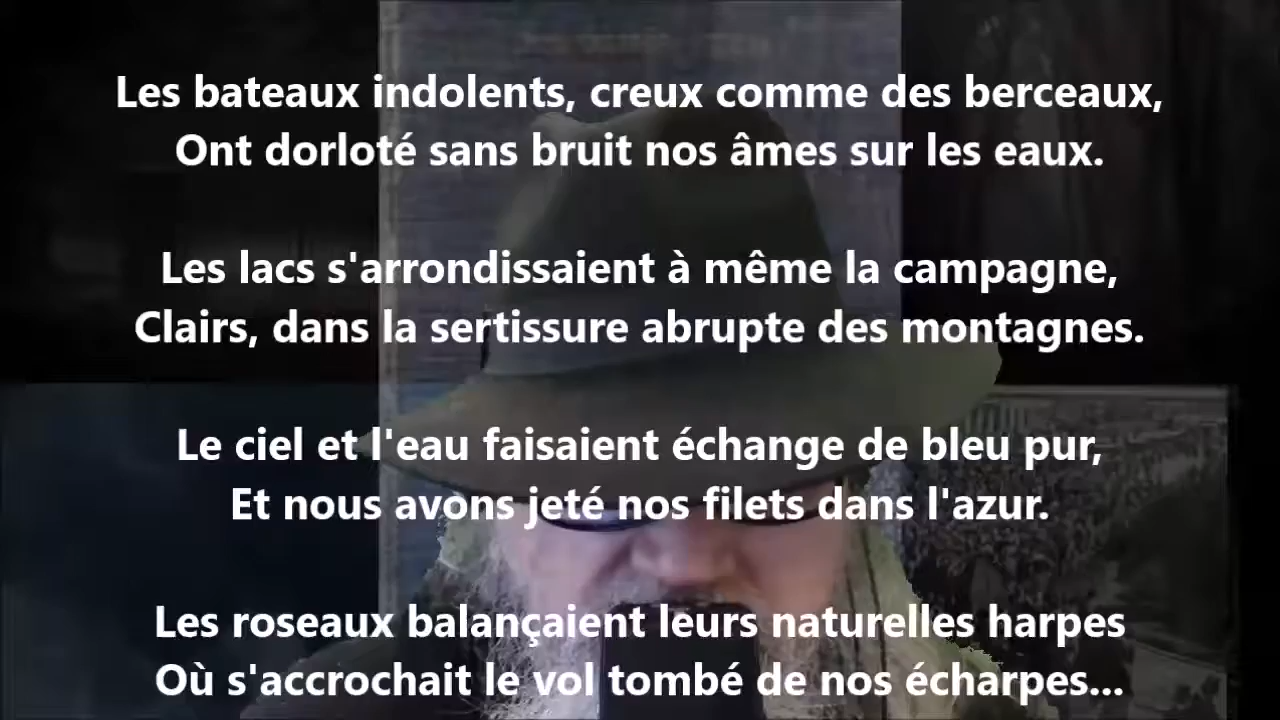 Les bateaux indolents, creux comme des berceaux,
Ont dorloté sans bruit nos âmes sur les eaux.
Les lacs s'arrondissaient à même la campagne,
Clairs, dans la sertissure abrupte des montagnes.
Le ciel et l'eau faisaient échange de bleu pur,
Et nous avons jeté nos filets dans l'azur.
Les roseaux balançaient leurs naturelles harpes
Où s'accrochait le vol tombé de nos écharpes...